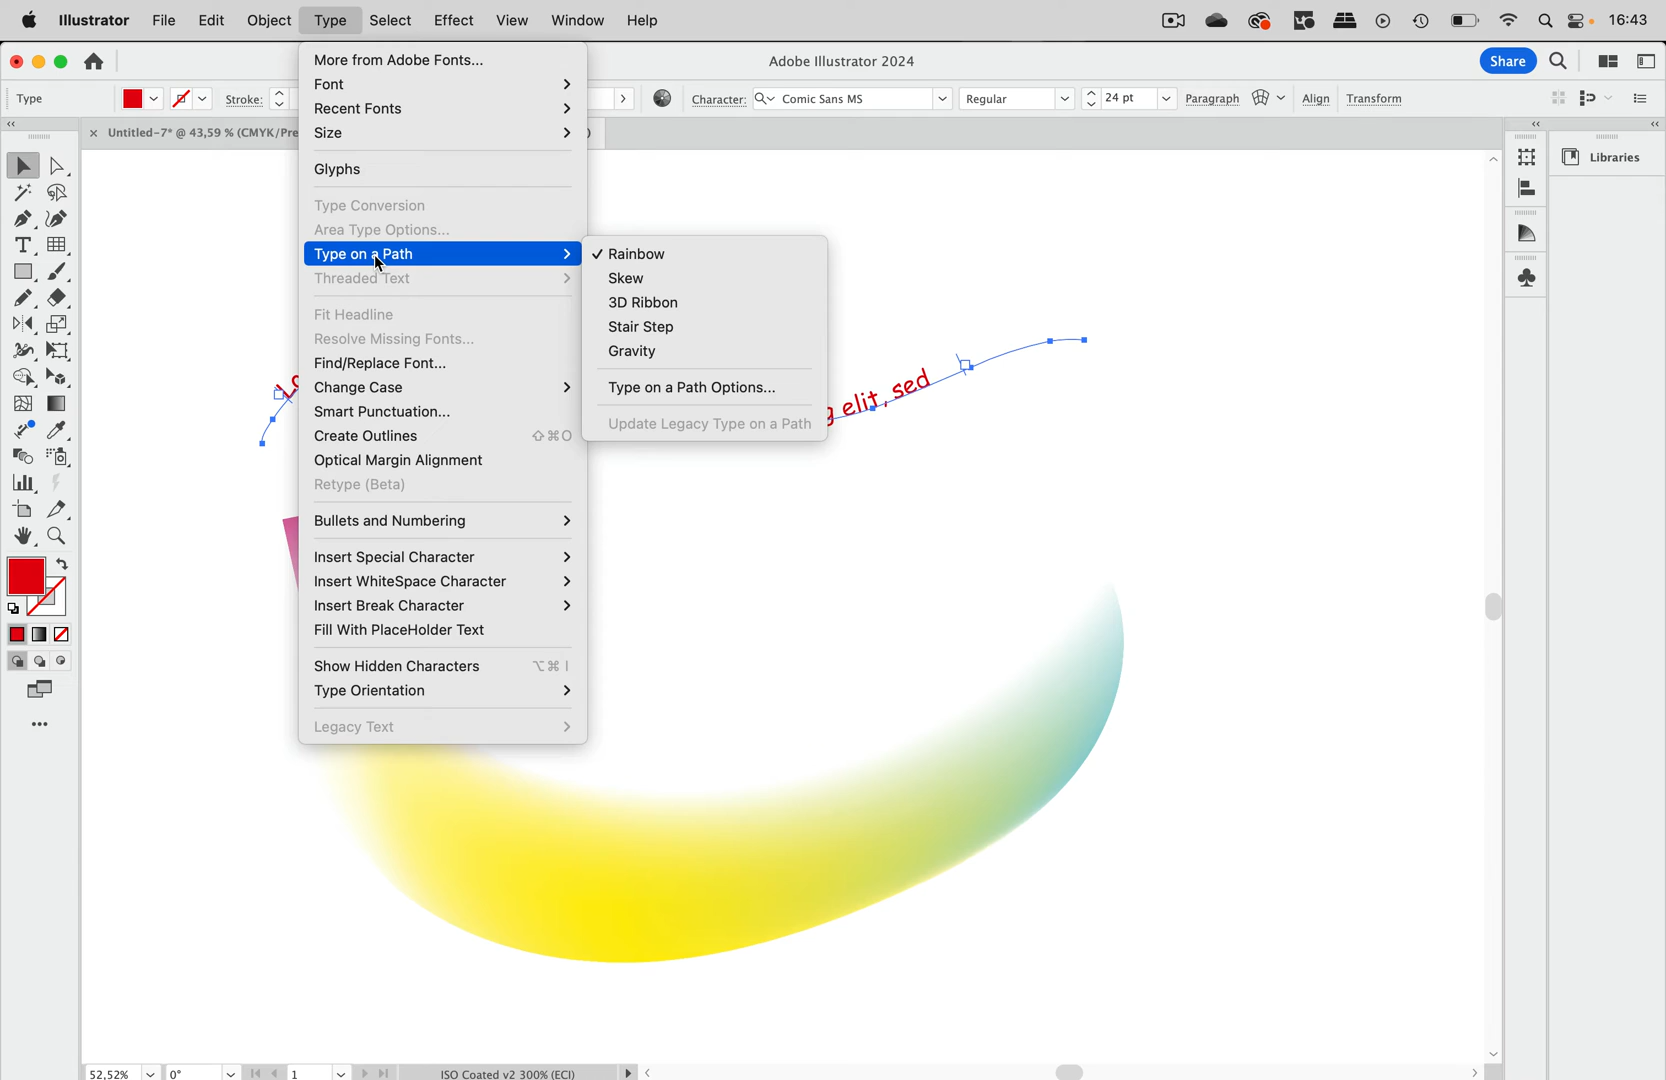 Illustrator File Edit Object Type Select Effect View Window Help 16:43
Adobe Illustrator 2024 Share
Type Stroke: Character: Comic Sans MS Regular 24 pt Paragraph Align Transform
Untitled-7* @ 43,59 % (CMYK/Pre
Libraries
More from Adobe Fonts...
Font
Recent Fonts
Size
Glyphs
Type Conversion
Area Type Options...
Type on a Path
Threaded Text
Fit Headline
Resolve Missing Fonts...
Find/Replace Font...
Change Case
Smart Punctuation...
Create Outlines ⇧⌘O
Optical Margin Alignment
Retype (Beta)
Bullets and Numbering
Insert Special Character
Insert WhiteSpace Character
Insert Break Character
Fill With PlaceHolder Text
Show Hidden Characters ⌥⌘I
Type Orientation
Legacy Text
Rainbow
Skew
3D Ribbon
Stair Step
Gravity
Type on a Path Options...
Update Legacy Type on a Path
Lo
g elit, sed
52,52% 0° 1 ISO Coated v2 300% (ECI)